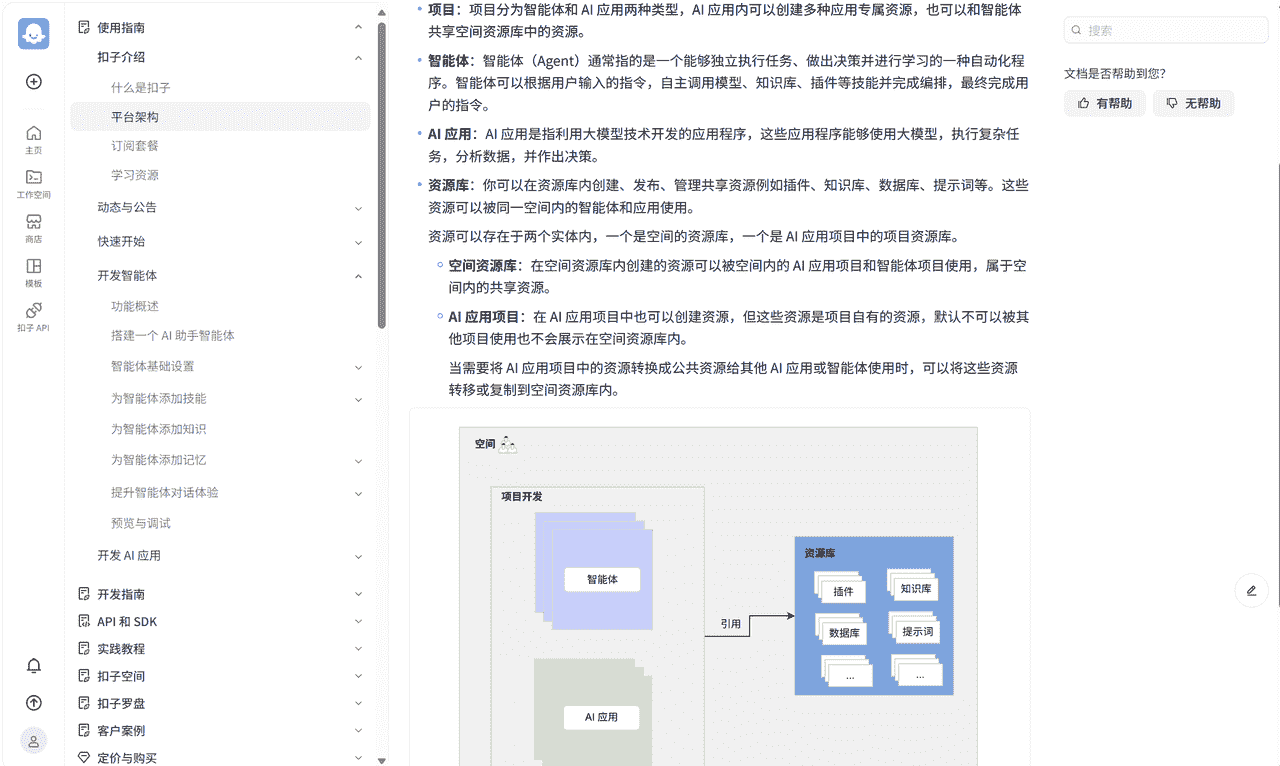 主页
工作空间
商店
模板
扣子 API
使用指南
扣子介绍
什么是扣子
平台架构
订阅套餐
学习资源
动态与公告
快速开始
开发智能体
功能概述
搭建一个 AI 助手智能体
智能体基础设置
为智能体添加技能
为智能体添加知识
为智能体添加记忆
提升智能体对话体验
预览与调试
开发 AI 应用
开发指南
API 和 SDK
实践教程
扣子空间
扣子罗盘
客户案例
定价与购买
项目：项目分为智能体和 AI 应用两种类型，AI 应用内可以创建多种应用专属资源，也可以和智能体
共享空间资源库中的资源。
智能体：智能体（Agent）通常指的是一个能够独立执行任务、做出决策并进行学习的一种自动化程
序。智能体可以根据用户输入的指令，自主调用模型、知识库、插件等技能并完成编排，最终完成用
户的指令。
AI 应用：AI 应用是指利用大模型技术开发的应用程序，这些应用程序能够使用大模型，执行复杂任
务，分析数据，并作出决策。
资源库：你可以在资源库内创建、发布、管理共享资源例如插件、知识库、数据库、提示词等。这些
资源可以被同一空间内的智能体和应用使用。
资源可以存在于两个实体内，一个是空间的资源库，一个是 AI 应用项目中的项目资源库。
空间资源库：在空间资源库内创建的资源可以被空间内的 AI 应用项目和智能体项目使用，属于空
间内的共享资源。
AI 应用项目：在 AI 应用项目中也可以创建资源，但这些资源是项目自有的资源，默认不可以被其
他项目使用也不会展示在空间资源库内。
当需要将 AI 应用项目中的资源转换成公共资源给其他 AI 应用或智能体使用时，可以将这些资源
转移或复制到空间资源库内。
空间
项目开发
智能体
AI 应用
引用
资源库
插件
知识库
数据库
提示词
...
...
搜索
文档是否帮助到您？
有帮助
无帮助